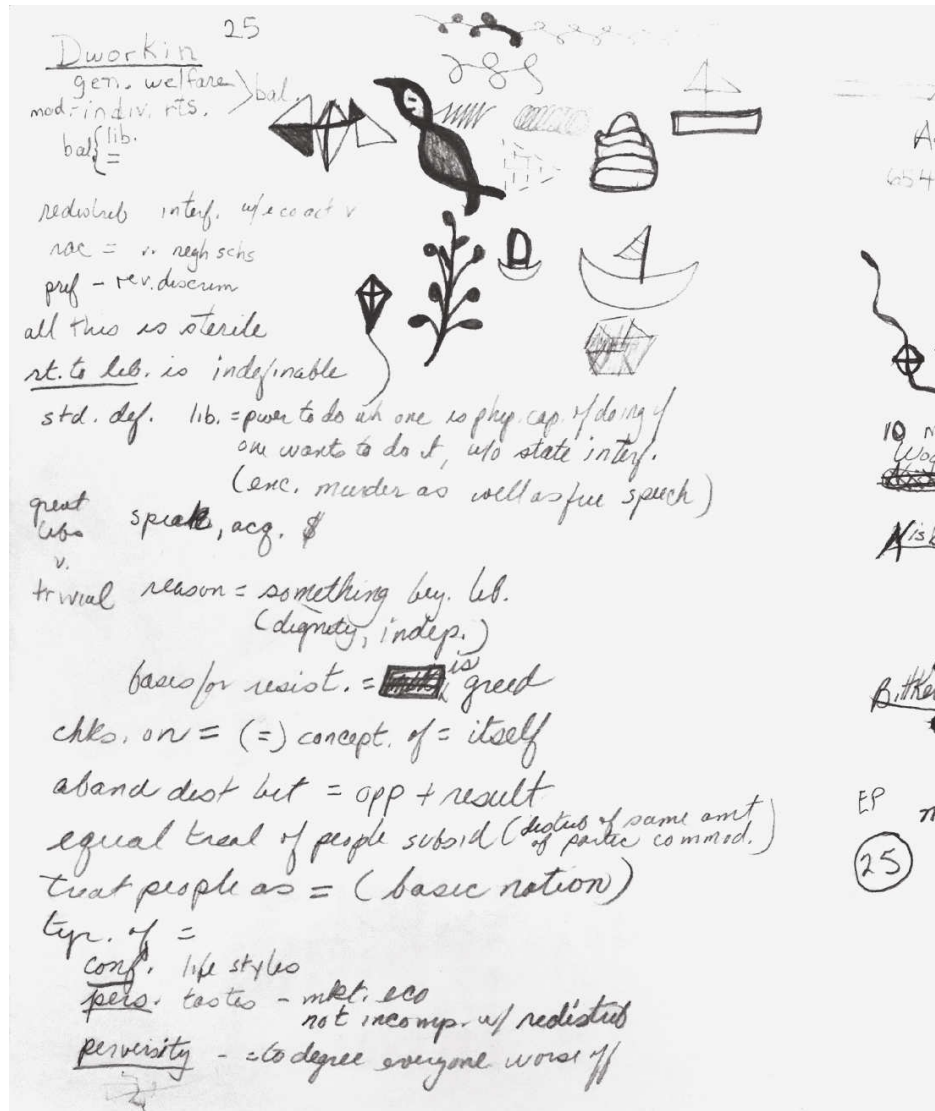 25
Dworkin
gen. welfare
mod = indiv. rts. > bal.
bal { lib.
=
redistrib interf. w/ eco act v
rac = v. negh schs
pref - rev. discrim
all this is sterile
rt. to lib. is indefinable
std. def. lib. = power to do wh one is phys. cap. of doing if
one wants to do it, w/o state interf.
(enc. murder as well as free speech)
great
libs speak, acq. $
v.
trivial reason = something bey. lib.
(dignity, indep.)
bases for resist. = is greed
chks. on = (=) concept. of = itself
aband dist bet = opp + result
equal treat of people subsid (distrib of same amt
of partic commod.)
treat people as = (basic notion)
typ. of =
conf. life styles
pers. tastes - mkt. eco
not incomp. w/ redistrib
perversity - = to degree everyone worse off
A
654
10
EP
25